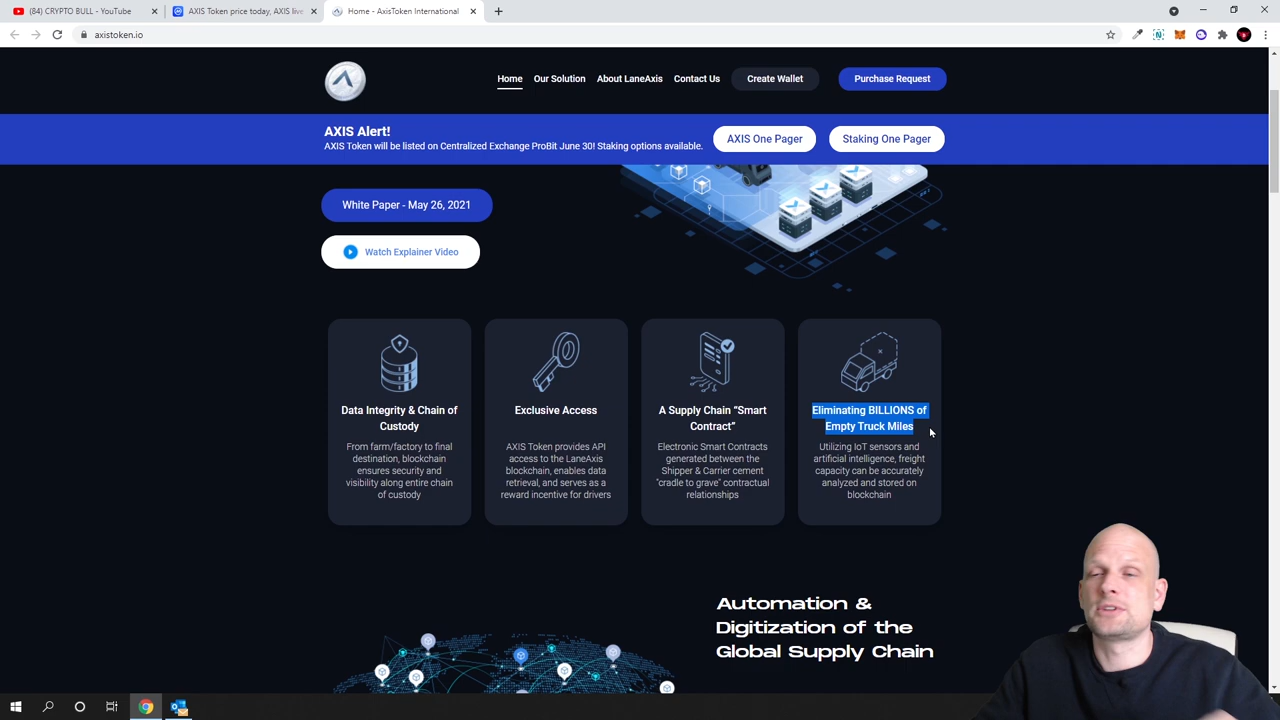 (84) CRYPTO BULL - YouTube
AXIS Token price today, AXIS live
Home - AxisToken International
axistoken.io
Home
Our Solution
About LaneAxis
Contact Us
Create Wallet
Purchase Request
AXIS Alert!
AXIS Token will be listed on Centralized Exchange ProBit June 30! Staking options available.
AXIS One Pager
Staking One Pager
White Paper - May 26, 2021
Watch Explainer Video
Data Integrity & Chain of
Custody
From farm/factory to final
destination, blockchain
ensures security and
visibility along entire chain
of custody
Exclusive Access
AXIS Token provides API
access to the LaneAxis
blockchain, enables data
retrieval, and serves as a
reward incentive for drivers
A Supply Chain “Smart
Contract”
Electronic Smart Contracts
generated between the
Shipper & Carrier cement
"cradle to grave" contractual
relationships
Eliminating BILLIONS of
Empty Truck Miles
Utilizing IoT sensors and
artificial intelligence, freight
capacity can be accurately
analyzed and stored on
blockchain
Automation &
Digitization of the
Global Supply Chain